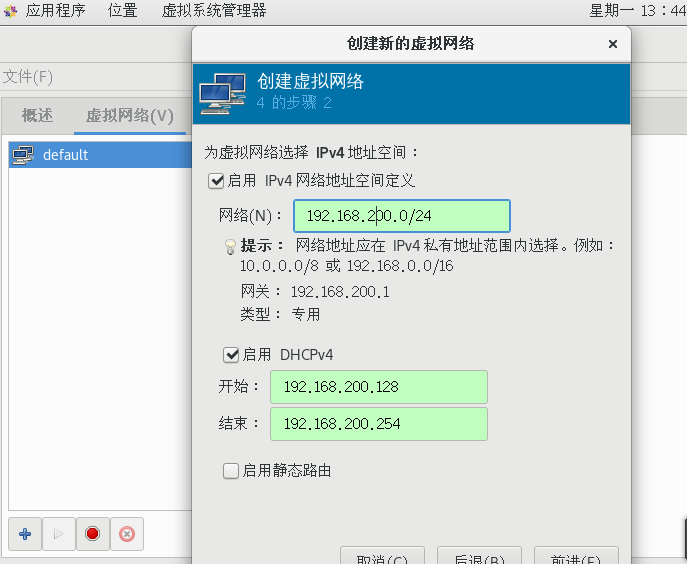 应用程序 位置 虚拟系统管理器 星期一 13:44
创建新的虚拟网络
文件(F)
创建虚拟网络
4 的步骤 2
概述 虚拟网络(V)
default
为虚拟网络选择 IPv4 地址空间：
启用 IPv4 网络地址空间定义
网络(N)： 192.168.200.0/24
提示： 网络地址应在 IPv4 私有地址范围内选择。例如：
10.0.0.0/8 或 192.168.0.0/16
网关： 192.168.200.1
类型： 专用
启用 DHCPv4
开始： 192.168.200.128
结束： 192.168.200.254
启用静态路由
取消(C) 后退(B) 前进(F)